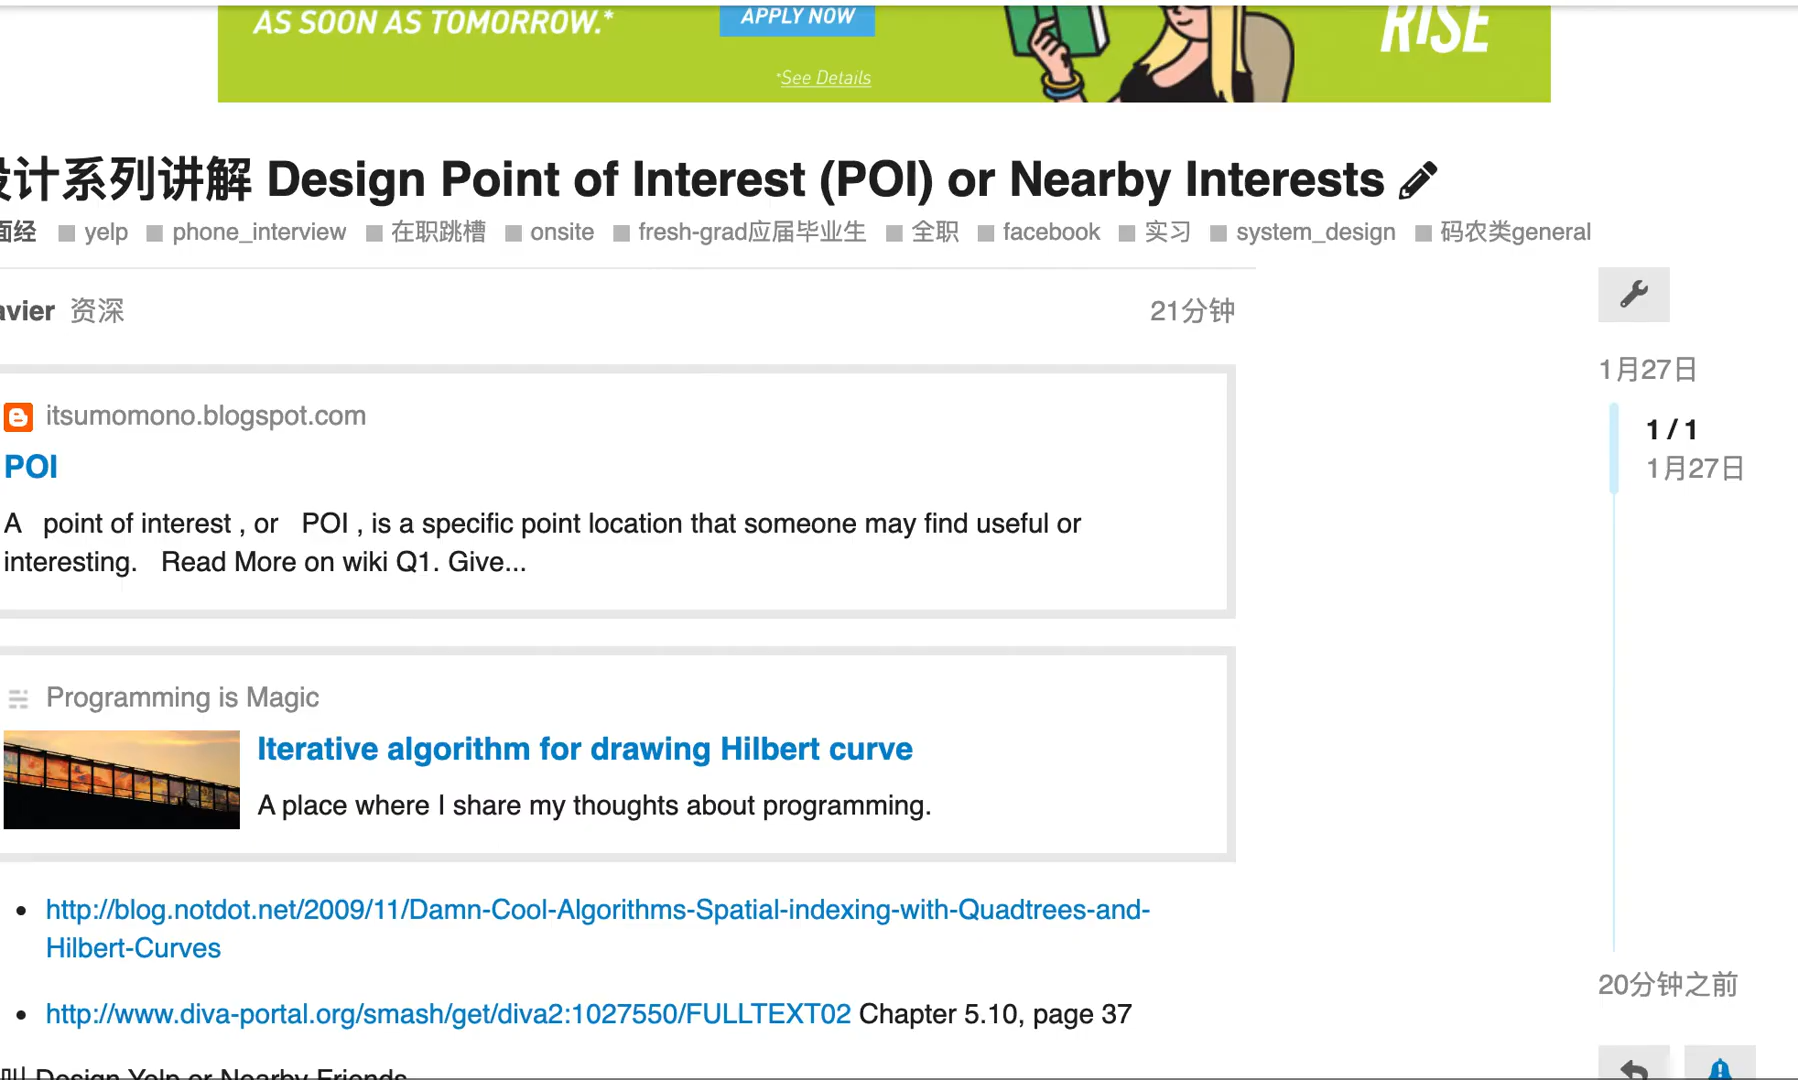 AS SOON AS TOMORROW.*
APPLY NOW
RISE
*See Details
设计系列讲解 Design Point of Interest (POI) or Nearby Interests
面经 yelp phone_interview 在职跳槽 onsite fresh-grad应届毕业生 全职 facebook 实习 system_design 码农类general
avier 资深
21分钟
1月27日
itsumomono.blogspot.com
1 / 1
POI
1月27日
A point of interest , or POI , is a specific point location that someone may find useful or
interesting. Read More on wiki Q1. Give...
Programming is Magic
Iterative algorithm for drawing Hilbert curve
A place where I share my thoughts about programming.
http://blog.notdot.net/2009/11/Damn-Cool-Algorithms-Spatial-indexing-with-Quadtrees-and-
Hilbert-Curves
20分钟之前
http://www.diva-portal.org/smash/get/diva2:1027550/FULLTEXT02 Chapter 5.10, page 37
叫 Design Yelp or Nearby Friends